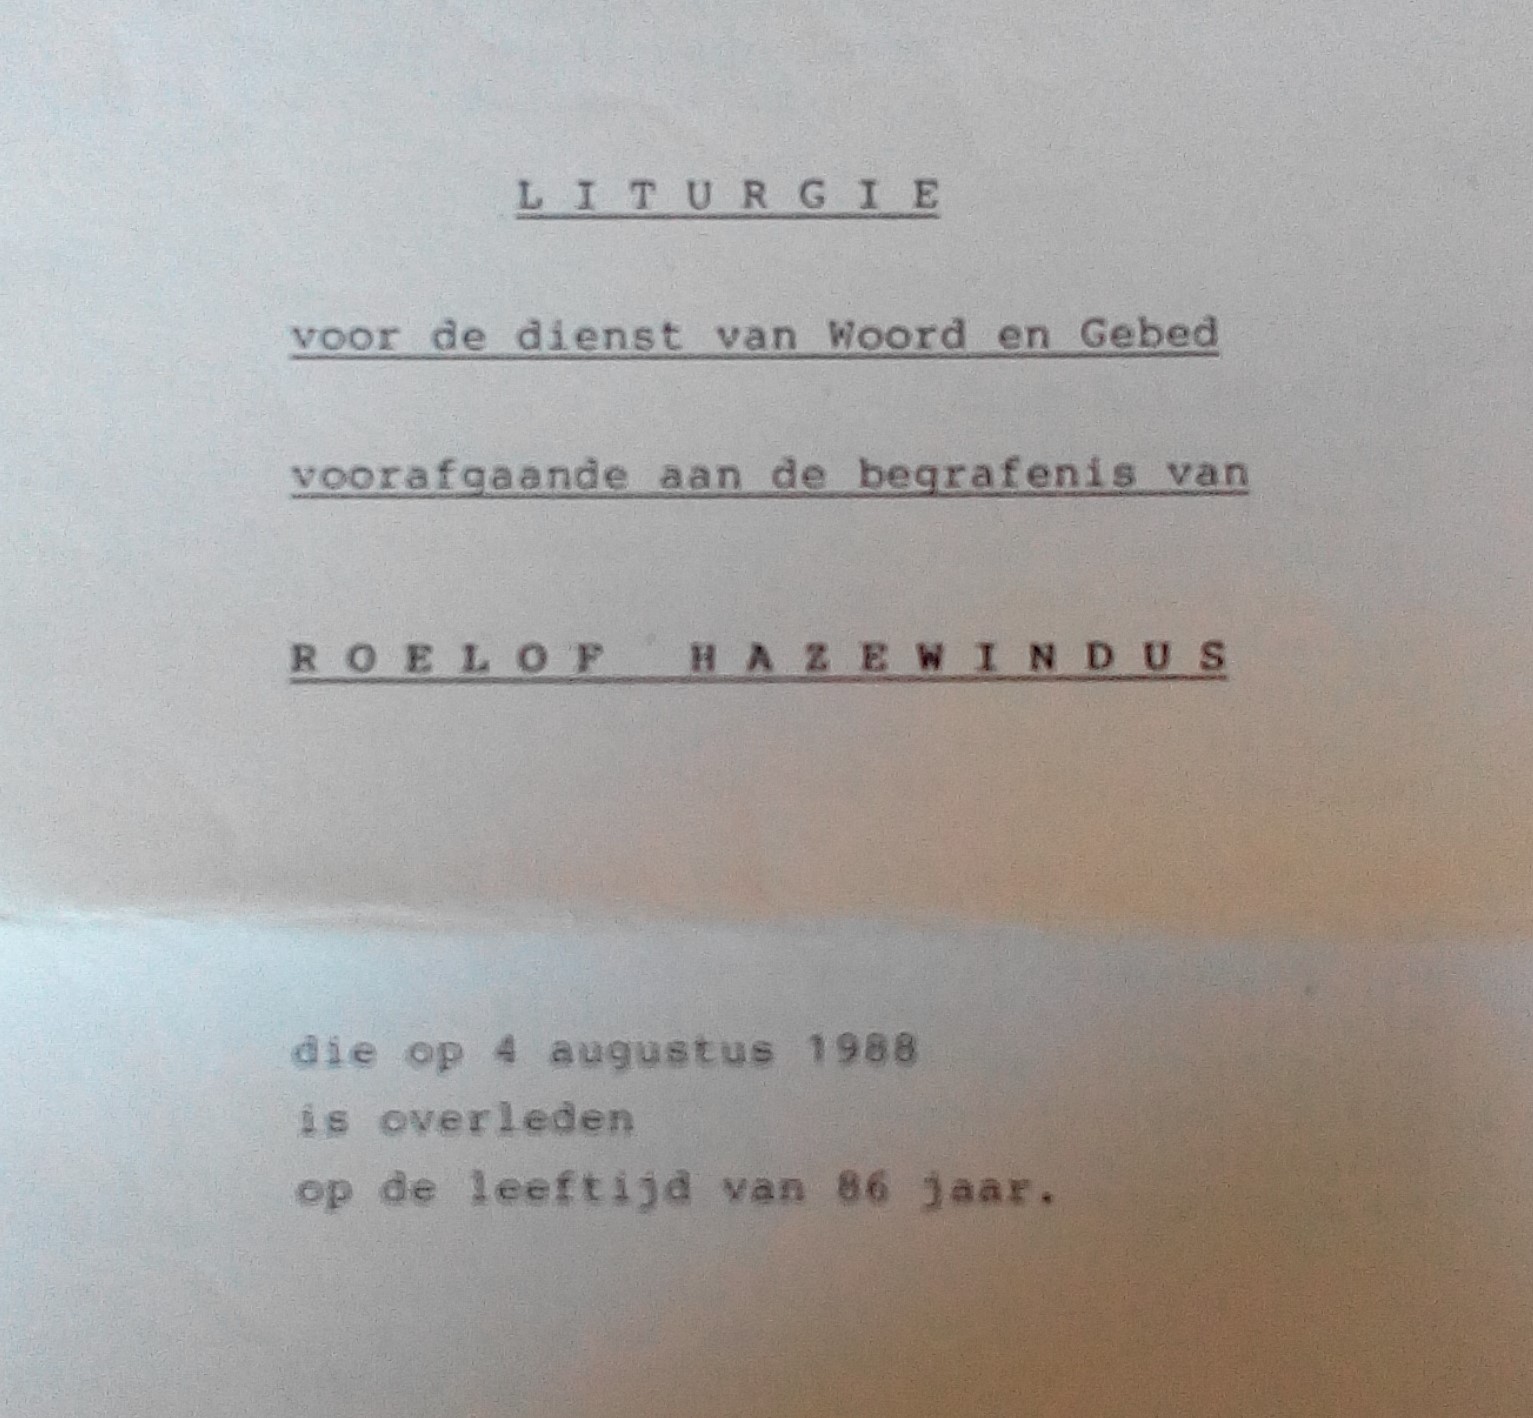 L I T U R G I E
voor de dienst van Woord en Gebed
voorafgaande aan de begrafenis van
R O E L O F  H A Z E W I N D U S
die op 4 augustus 1988
is overleden
op de leeftijd van 86 jaar.